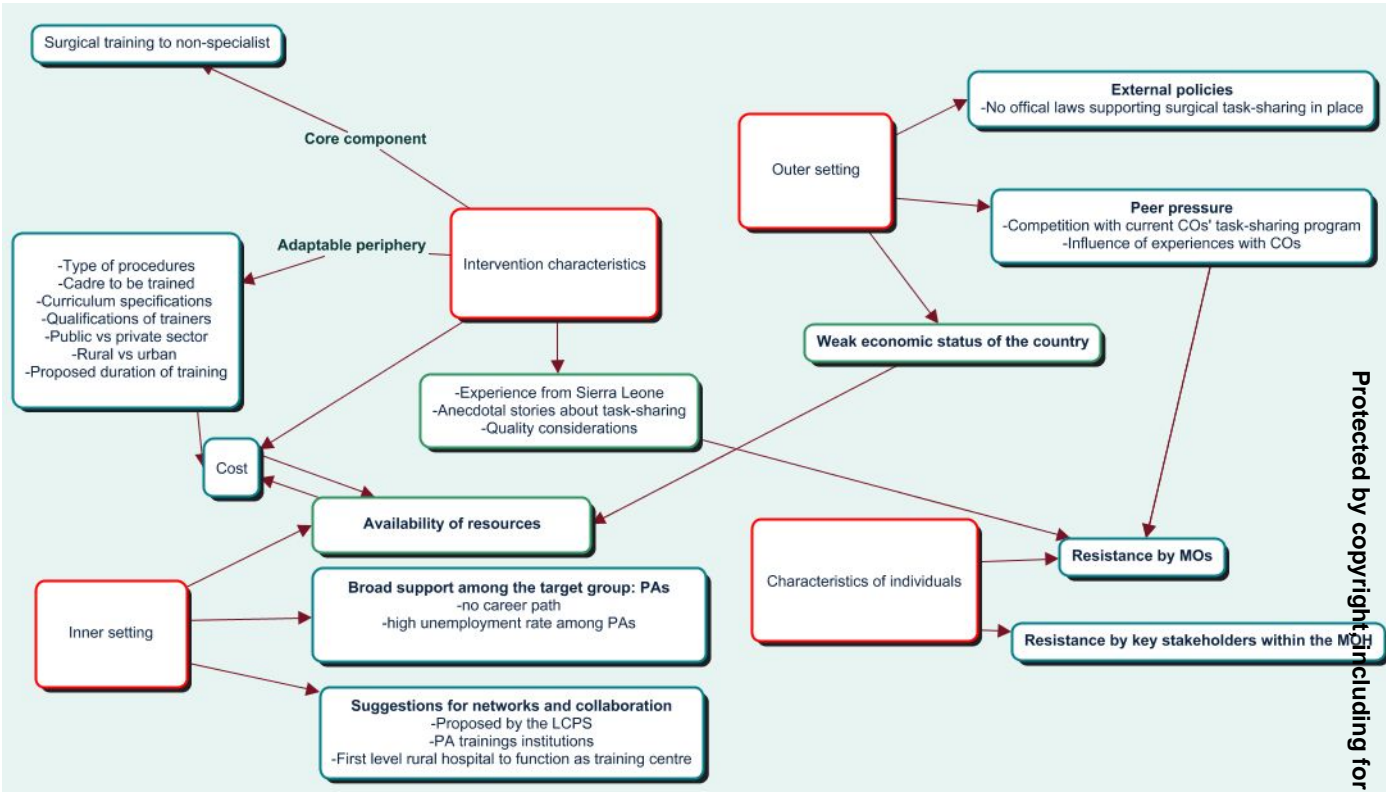 Surgical training to non-specialist
Core component
Adaptable periphery
-Type of procedures
-Cadre to be trained
-Curriculum specifications
-Qualifications of trainers
-Public vs private sector
-Rural vs urban
-Proposed duration of training
Intervention characteristics
-Experience from Sierra Leone
-Anecdotal stories about task-sharing
-Quality considerations
Cost
Availability of resources
Inner setting
Broad support among the target group: PAs
-no career path
-high unemployment rate among PAs
Suggestions for networks and collaboration
-Proposed by the LCPS
-PA trainings institutions
-First level rural hospital to function as training centre
Outer setting
External policies
-No offical laws supporting surgical task-sharing in place
Peer pressure
-Competition with current COs' task-sharing program
-Influence of experiences with COs
Weak economic status of the country
Characteristics of individuals
Resistance by MOs
Resistance by key stakeholders within the MOH
Protected by copyright, including for